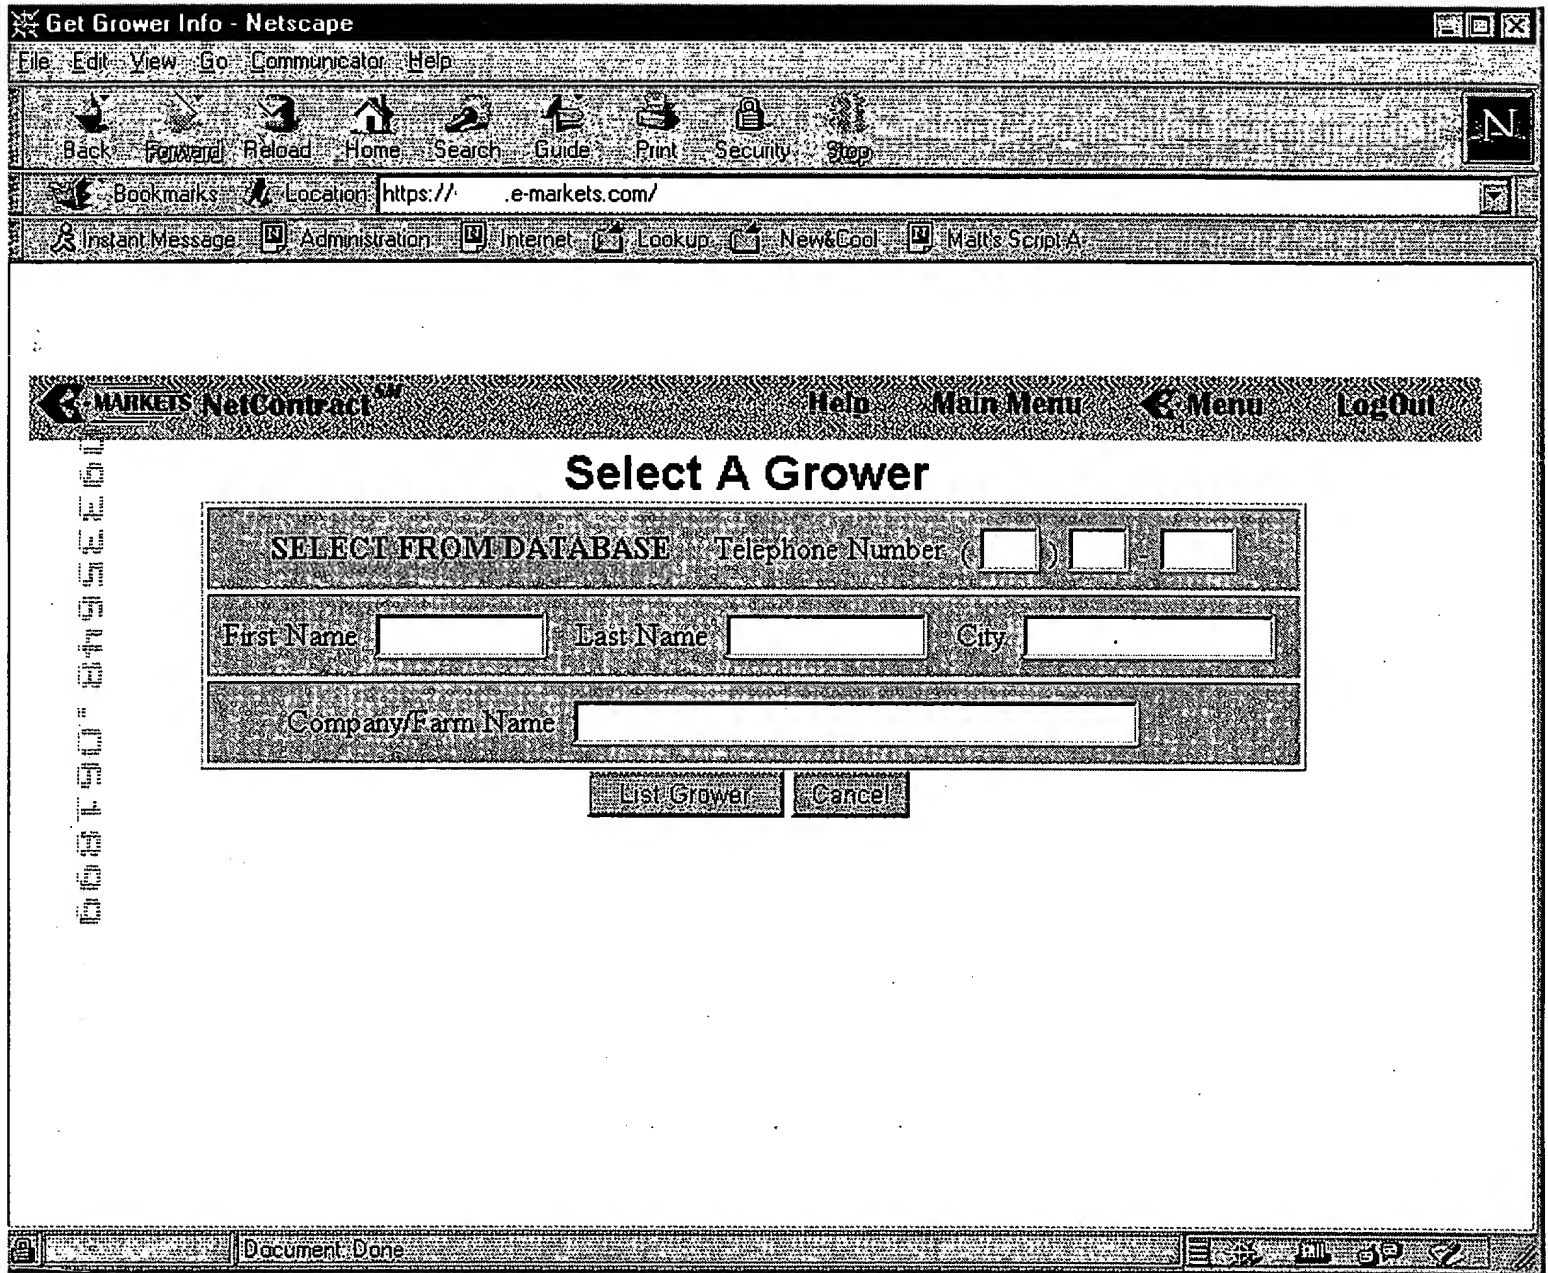 Get Grower Info - Netscape
File Edit View Go Communicator Help
Back Forward Reload Home Search Guide Print Security Stop
N
Bookmarks Location: https:// .e-markets.com/
Instant Message Administration Internet Lookup New&Cool Matt's Script A
MARKETS NetContract SM Help Main Menu Menu LogOut
Select A Grower
SELECT FROM DATABASE Telephone Number ( ) -
First Name Last Name City
Company/Farm Name
List Grower Cancel
09335648.061899
Document: Done